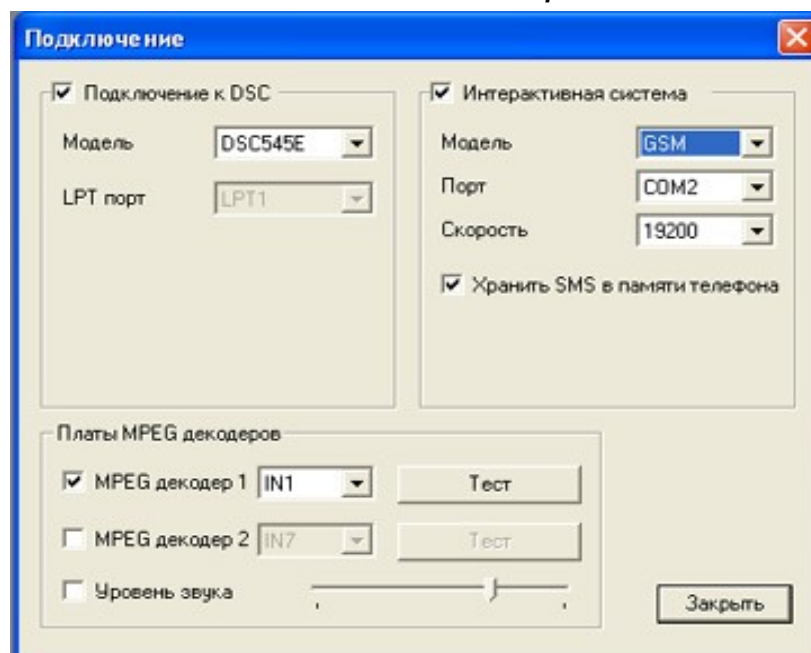 Подключение
Подключение к DSC
Модель DSC545E
LPT порт LPT1
Интерактивная система
Модель GSM
Порт COM2
Скорость 19200
Хранить SMS в памяти телефона
Платы MPEG декодеров
MPEG декодер 1 IN1 Тест
MPEG декодер 2 IN7 Тест
Уровень звука
Закрыть